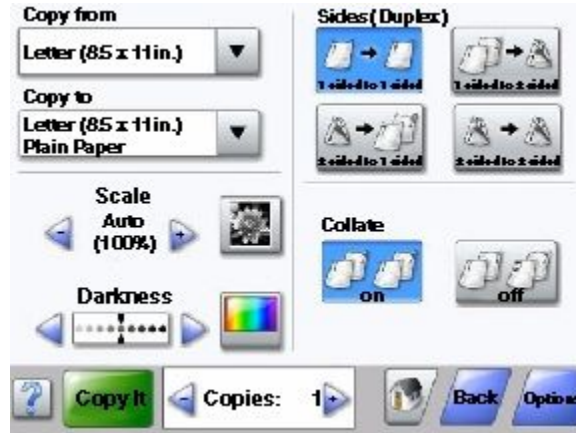 Copy from
Letter (8.5 x 11 in.)
Copy to
Letter (8.5 x 11 in.)
Plain Paper
Scale
Auto
(100%)
Darkness
Sides (Duplex)
1 sided to 1 sided
1 sided to 2 sided
2 sided to 1 sided
2 sided to 2 sided
Collate
on
off
?
Copy It
Copies: 1
Back
Options